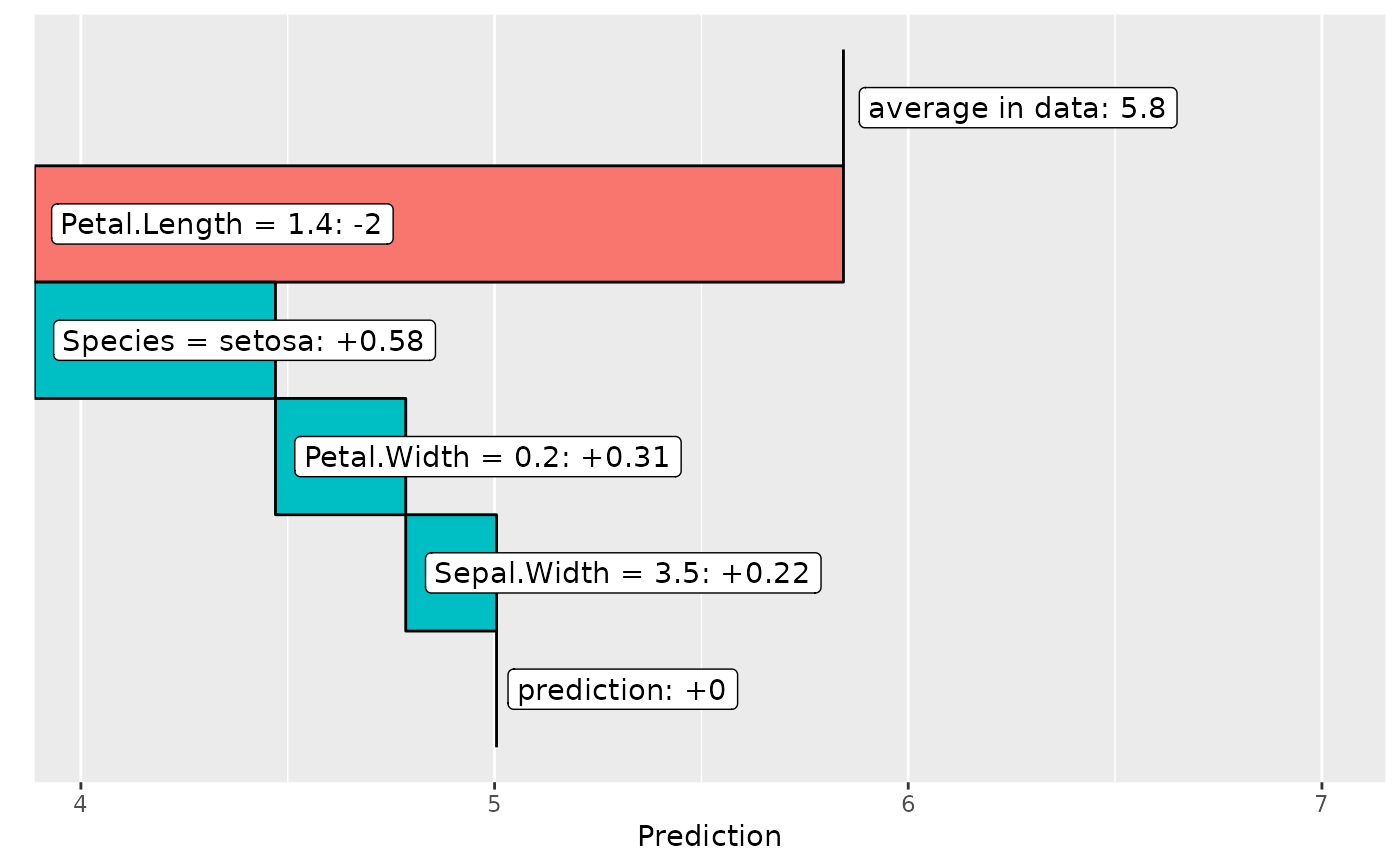 average in data: 5.8
Petal.Length = 1.4: -2
Species = setosa: +0.58
Petal.Width = 0.2: +0.31
Sepal.Width = 3.5: +0.22
prediction: +0
4 5 6 7
Prediction